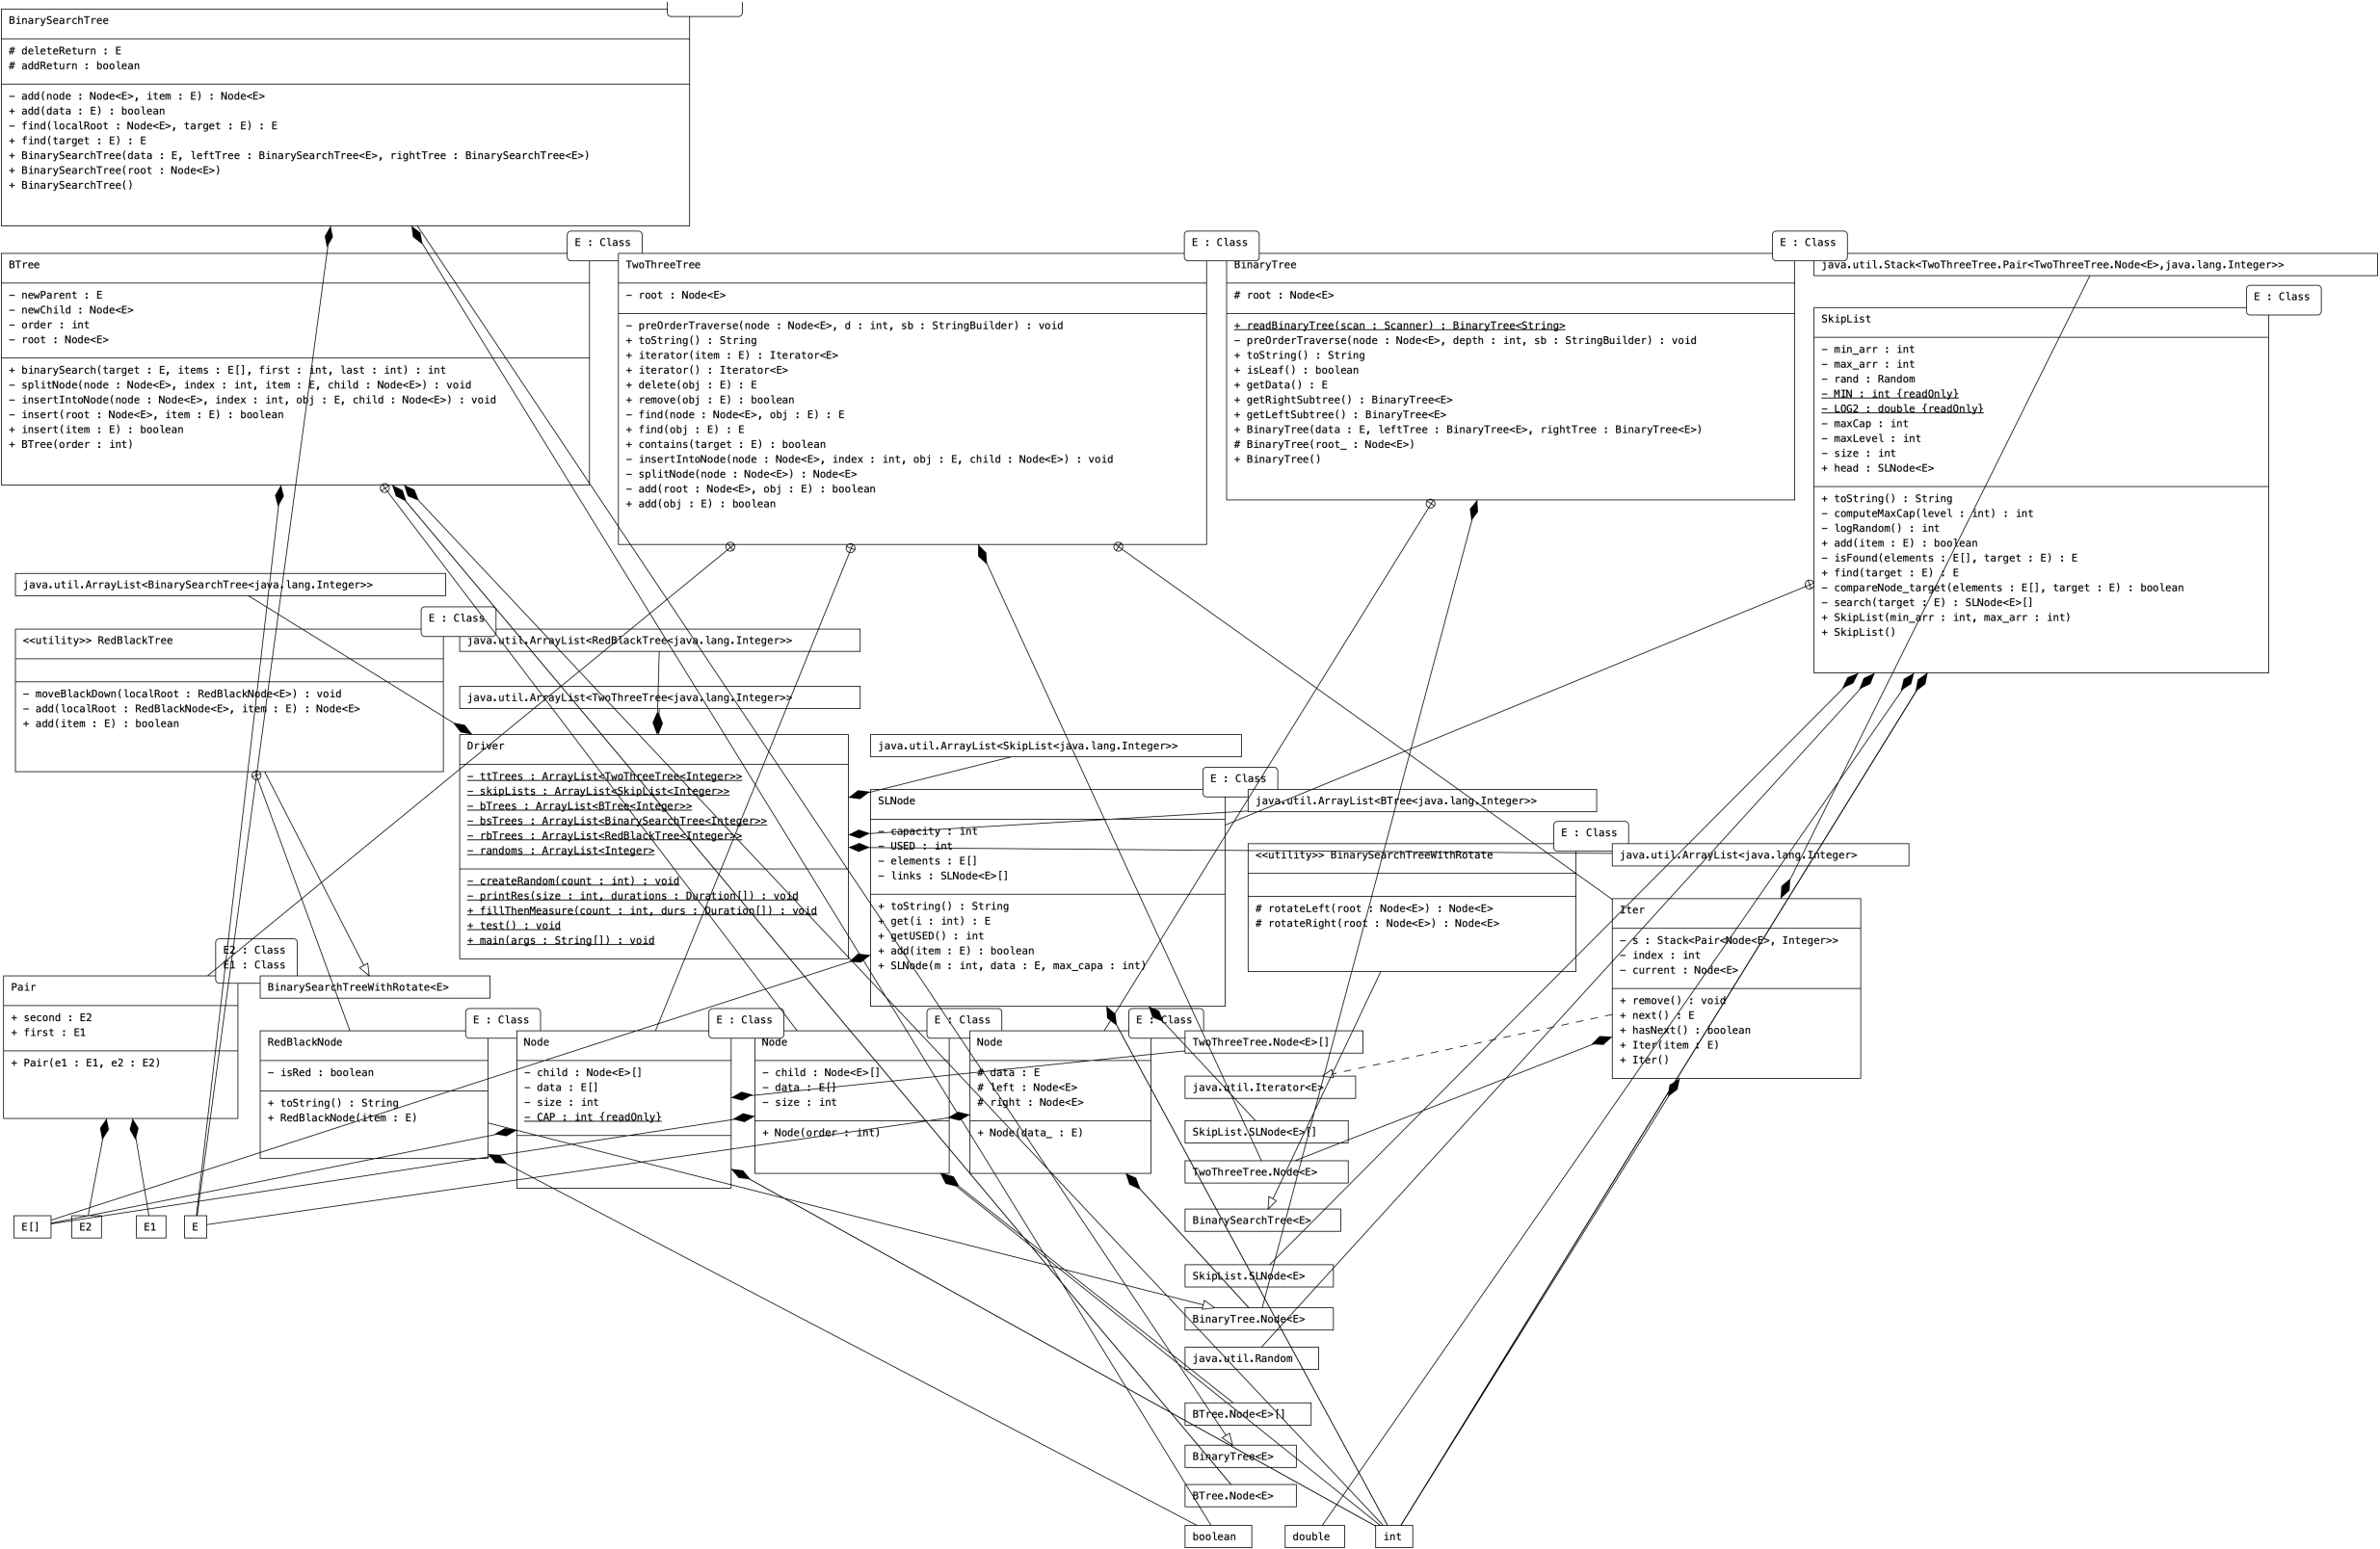 BinarySearchTree
# deleteReturn : E
# addReturn : boolean
− add(node : Node<E>, item : E) : Node<E>
+ add(data : E) : boolean
− find(localRoot : Node<E>, target : E) : E
+ find(target : E) : E
+ BinarySearchTree(data : E, leftTree : BinarySearchTree<E>, rightTree : BinarySearchTree<E>)
+ BinarySearchTree(root : Node<E>)
+ BinarySearchTree()
E : Class
BTree
− newParent : E
− newChild : Node<E>
− order : int
− root : Node<E>
+ binarySearch(target : E, items : E[], first : int, last : int) : int
− splitNode(node : Node<E>, index : int, item : E, child : Node<E>) : void
− insertIntoNode(node : Node<E>, index : int, obj : E, child : Node<E>) : void
− insert(root : Node<E>, item : E) : boolean
+ insert(item : E) : boolean
+ BTree(order : int)
E : Class
TwoThreeTree
− root : Node<E>
− preOrderTraverse(node : Node<E>, d : int, sb : StringBuilder) : void
+ toString() : String
+ iterator(item : E) : Iterator<E>
+ iterator() : Iterator<E>
+ delete(obj : E) : E
+ remove(obj : E) : boolean
− find(node : Node<E>, obj : E) : E
+ find(obj : E) : E
+ contains(target : E) : boolean
− insertIntoNode(node : Node<E>, index : int, obj : E, child : Node<E>) : void
− splitNode(node : Node<E>) : Node<E>
− add(root : Node<E>, obj : E) : boolean
+ add(obj : E) : boolean
E : Class
BinaryTree
# root : Node<E>
+ readBinaryTree(scan : Scanner) : BinaryTree<String>
− preOrderTraverse(node : Node<E>, depth : int, sb : StringBuilder) : void
+ toString() : String
+ isLeaf() : boolean
+ getData() : E
+ getRightSubtree() : BinaryTree<E>
+ getLeftSubtree() : BinaryTree<E>
+ BinaryTree(data : E, leftTree : BinaryTree<E>, rightTree : BinaryTree<E>)
# BinaryTree(root_ : Node<E>)
+ BinaryTree()
java.util.Stack<TwoThreeTree.Pair<TwoThreeTree.Node<E>,java.lang.Integer>>
E : Class
SkipList
− min_arr : int
− max_arr : int
− rand : Random
− MIN : int {readOnly}
− LOG2 : double {readOnly}
− maxCap : int
− maxLevel : int
− size : int
+ head : SLNode<E>
+ toString() : String
− computeMaxCap(level : int) : int
− logRandom() : int
+ add(item : E) : boolean
− isFound(elements : E[], target : E) : E
+ find(target : E) : E
− compareNode_target(elements : E[], target : E) : boolean
− search(target : E) : SLNode<E>[]
+ SkipList(min_arr : int, max_arr : int)
+ SkipList()
java.util.ArrayList<BinarySearchTree<java.lang.Integer>>
E : Class
<<utility>> RedBlackTree
− moveBlackDown(localRoot : RedBlackNode<E>) : void
− add(localRoot : RedBlackNode<E>, item : E) : Node<E>
+ add(item : E) : boolean
java.util.ArrayList<RedBlackTree<java.lang.Integer>>
java.util.ArrayList<TwoThreeTree<java.lang.Integer>>
Driver
− ttTrees : ArrayList<TwoThreeTree<Integer>>
− skipLists : ArrayList<SkipList<Integer>>
− bTrees : ArrayList<BTree<Integer>>
− bsTrees : ArrayList<BinarySearchTree<Integer>>
− rbTrees : ArrayList<RedBlackTree<Integer>>
− randoms : ArrayList<Integer>
− createRandom(count : int) : void
− printRes(size : int, durations : Duration[]) : void
+ fillThenMeasure(count : int, durs : Duration[]) : void
+ test() : void
+ main(args : String[]) : void
java.util.ArrayList<SkipList<java.lang.Integer>>
E : Class
SLNode
− capacity : int
− USED : int
− elements : E[]
− links : SLNode<E>[]
+ toString() : String
+ get(i : int) : E
+ getUSED() : int
+ add(item : E) : boolean
+ SLNode(m : int, data : E, max_capa : int)
java.util.ArrayList<BTree<java.lang.Integer>>
E : Class
<<utility>> BinarySearchTreeWithRotate
# rotateLeft(root : Node<E>) : Node<E>
# rotateRight(root : Node<E>) : Node<E>
java.util.ArrayList<java.lang.Integer>
Iter
− s : Stack<Pair<Node<E>, Integer>>
− index : int
− current : Node<E>
+ remove() : void
+ next() : E
+ hasNext() : boolean
+ Iter(item : E)
+ Iter()
E2 : Class
E1 : Class
Pair
+ second : E2
+ first : E1
+ Pair(e1 : E1, e2 : E2)
BinarySearchTreeWithRotate<E>
E : Class
RedBlackNode
− isRed : boolean
+ toString() : String
+ RedBlackNode(item : E)
E : Class
Node
− child : Node<E>[]
− data : E[]
− size : int
− CAP : int {readOnly}
E : Class
Node
− child : Node<E>[]
− data : E[]
− size : int
+ Node(order : int)
E : Class
Node
# data : E
# left : Node<E>
# right : Node<E>
+ Node(data_ : E)
TwoThreeTree.Node<E>[]
java.util.Iterator<E>
SkipList.SLNode<E>[]
TwoThreeTree.Node<E>
BinarySearchTree<E>
SkipList.SLNode<E>
BinaryTree.Node<E>
java.util.Random
BTree.Node<E>[]
BinaryTree<E>
BTree.Node<E>
E[]
E2
E1
E
boolean
double
int